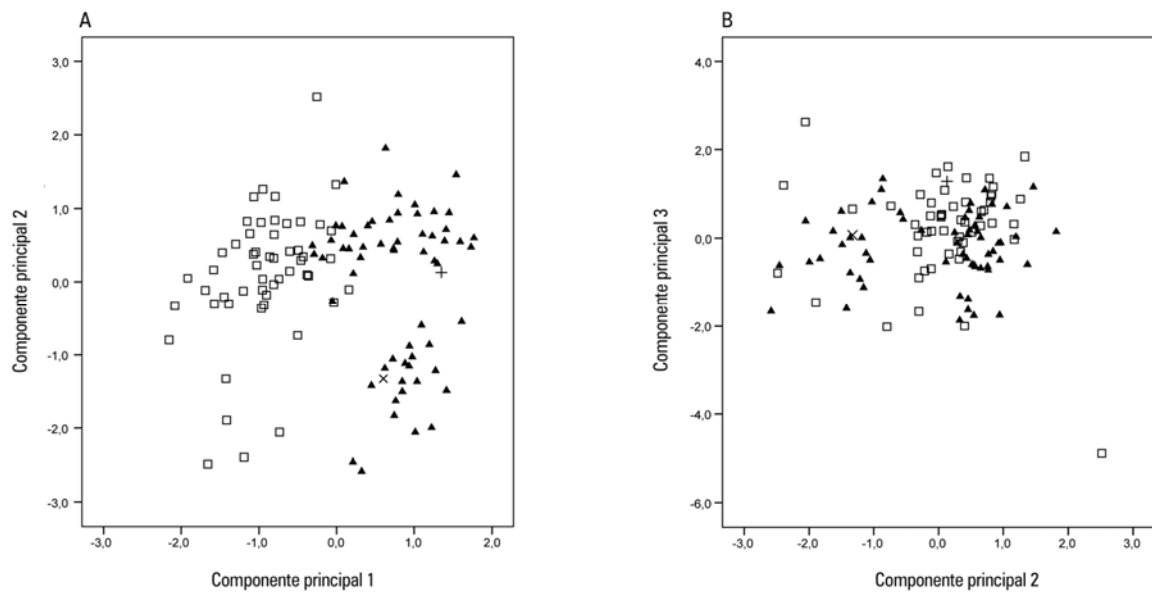 A
3,0
2,0
1,0
0,0
-1,0
-2,0
-3,0
Componente principal 2
-3,0 -2,0 -1,0 0,0 1,0 2,0
Componente principal 1
B
4,0
2,0
0,0
-2,0
-4,0
-6,0
Componente principal 3
-3,0 -2,0 -1,0 0,0 1,0 2,0 3,0
Componente principal 2